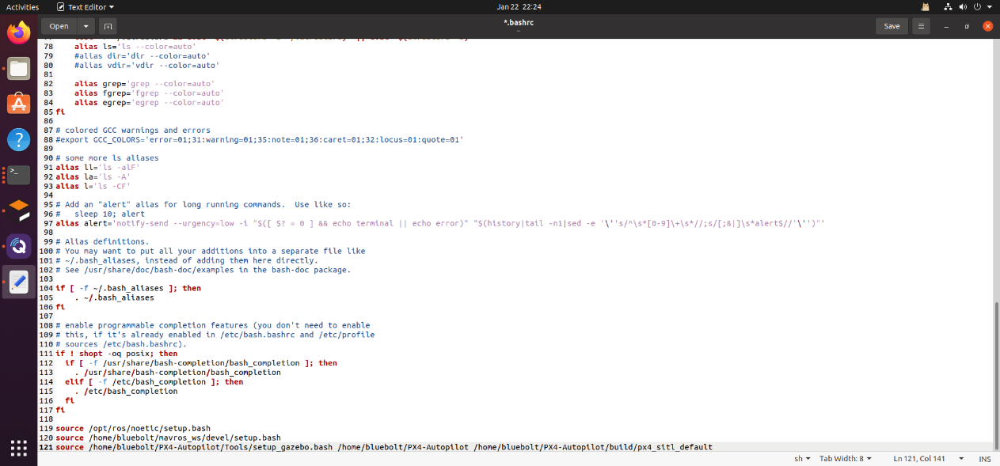 Activities
Text Editor
Jan 22 22:24
Open
*.bashrc
~
Save
78 alias ls='ls --color=auto'
79 #alias dir='dir --color=auto'
80 #alias vdir='vdir --color=auto'
81
82 alias grep='grep --color=auto'
83 alias fgrep='fgrep --color=auto'
84 alias egrep='egrep --color=auto'
85 fi
86
87 # colored GCC warnings and errors
88 #export GCC_COLORS='error=01;31:warning=01;35:note=01;36:caret=01;32:locus=01:quote=01'
89
90 # some more ls aliases
91 alias ll='ls -alF'
92 alias la='ls -A'
93 alias l='ls -CF'
94
95 # Add an "alert" alias for long running commands.  Use like so:
96 #   sleep 10; alert
97 alias alert='notify-send --urgency=low -i "$([ $? = 0 ] && echo terminal || echo error)" "$(history|tail -n1|sed -e '\''s/^\s*[0-9]\+\s*//;s/[;&|]\s*alert$//'\'')"'
98
99 # Alias definitions.
100 # You may want to put all your additions into a separate file like
101 # ~/.bash_aliases, instead of adding them here directly.
102 # See /usr/share/doc/bash-doc/examples in the bash-doc package.
103
104 if [ -f ~/.bash_aliases ]; then
105     . ~/.bash_aliases
106 fi
107
108 # enable programmable completion features (you don't need to enable
109 # this, if it's already enabled in /etc/bash.bashrc and /etc/profile
110 # sources /etc/bash.bashrc).
111 if ! shopt -oq posix; then
112   if [ -f /usr/share/bash-completion/bash_completion ]; then
113     . /usr/share/bash-completion/bash_completion
114   elif [ -f /etc/bash_completion ]; then
115     . /etc/bash_completion
116   fi
117 fi
118
119 source /opt/ros/noetic/setup.bash
120 source /home/bluebolt/mavros_ws/devel/setup.bash
121 source /home/bluebolt/PX4-Autopilot/Tools/setup_gazebo.bash /home/bluebolt/PX4-Autopilot /home/bluebolt/PX4-Autopilot/build/px4_sitl_default
sh
Tab Width: 8
Ln 121, Col 141
INS